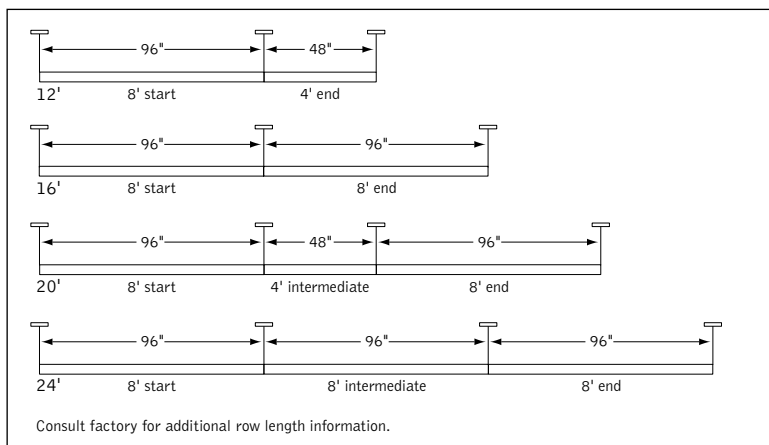 96" 48"
12' 8' start 4' end
96" 96"
16' 8' start 8' end
96" 48" 96"
20' 8' start 4' intermediate 8' end
96" 96" 96"
24' 8' start 8' intermediate 8' end
Consult factory for additional row length information.